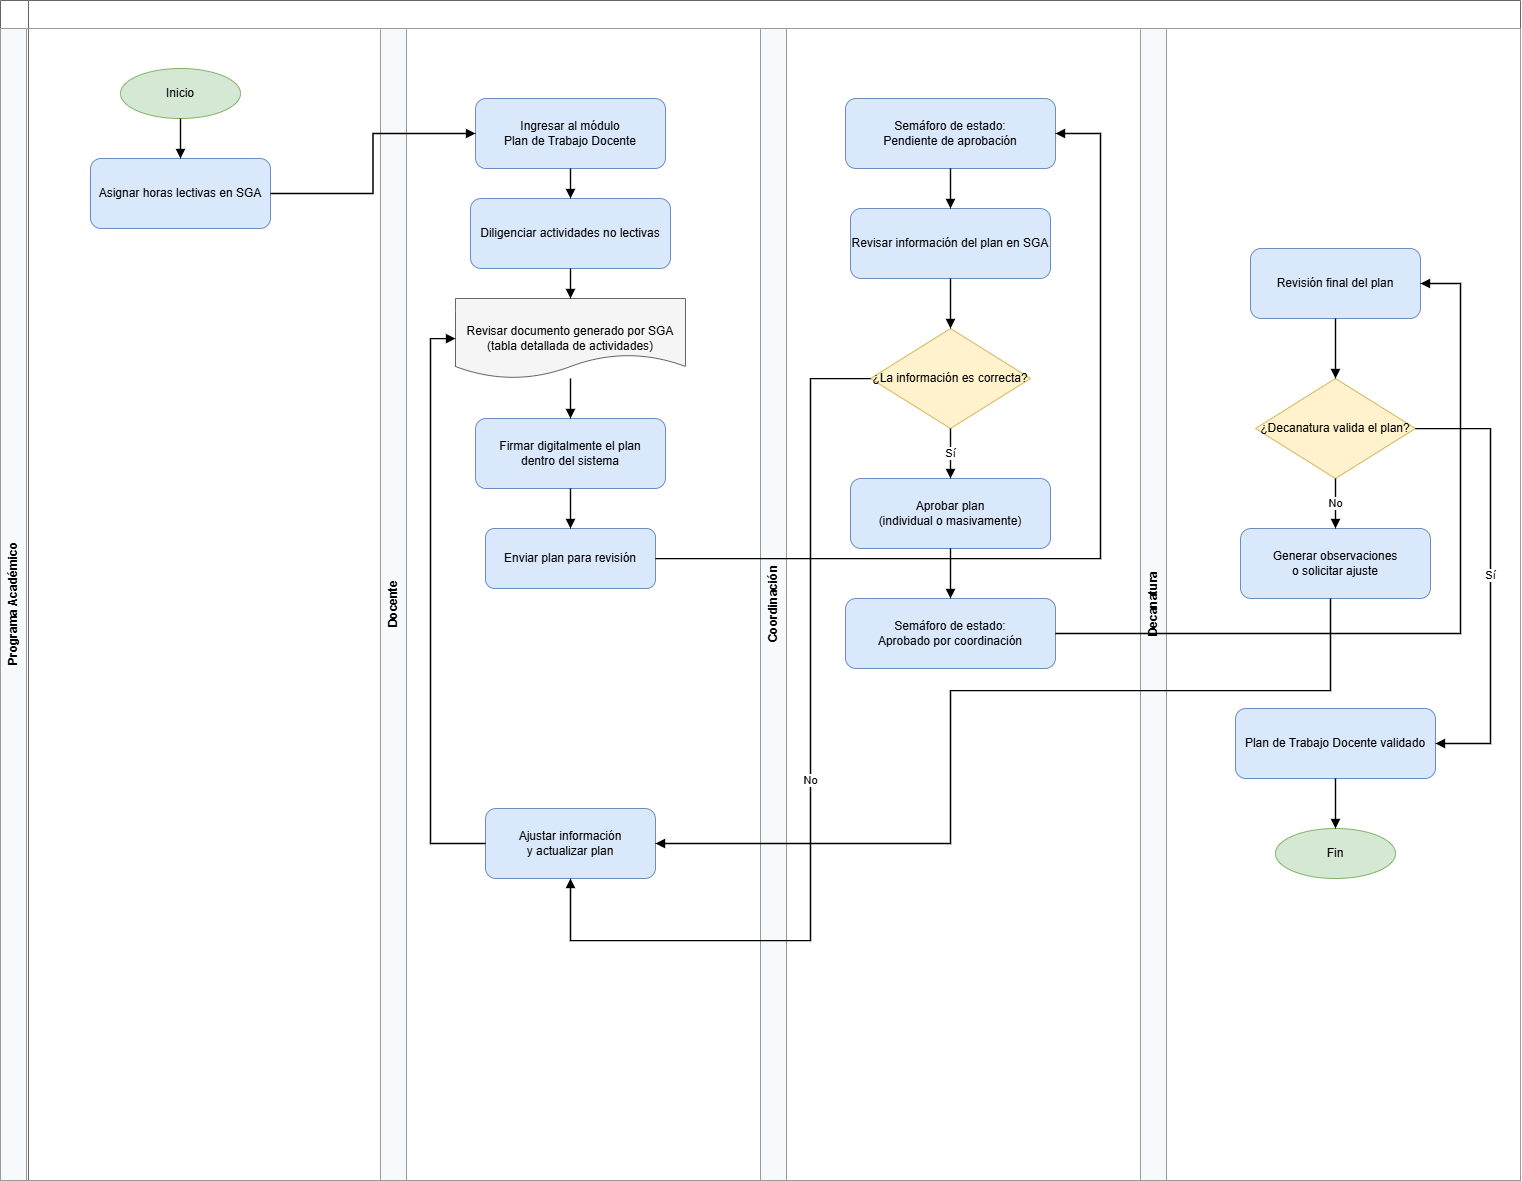 Programa Académico
Inicio
Asignar horas lectivas en SGA
Docente
Ingresar al módulo
Plan de Trabajo Docente
Diligenciar actividades no lectivas
Revisar documento generado por SGA
(tabla detallada de actividades)
Firmar digitalmente el plan
dentro del sistema
Enviar plan para revisión
Ajustar información
y actualizar plan
Coordinación
Semáforo de estado:
Pendiente de aprobación
Revisar información del plan en SGA
¿La información es correcta?
Sí
No
Aprobar plan
(individual o masivamente)
Semáforo de estado:
Aprobado por coordinación
Decanatura
Revisión final del plan
¿Decanatura valida el plan?
No
Sí
Generar observaciones
o solicitar ajuste
Plan de Trabajo Docente validado
Fin